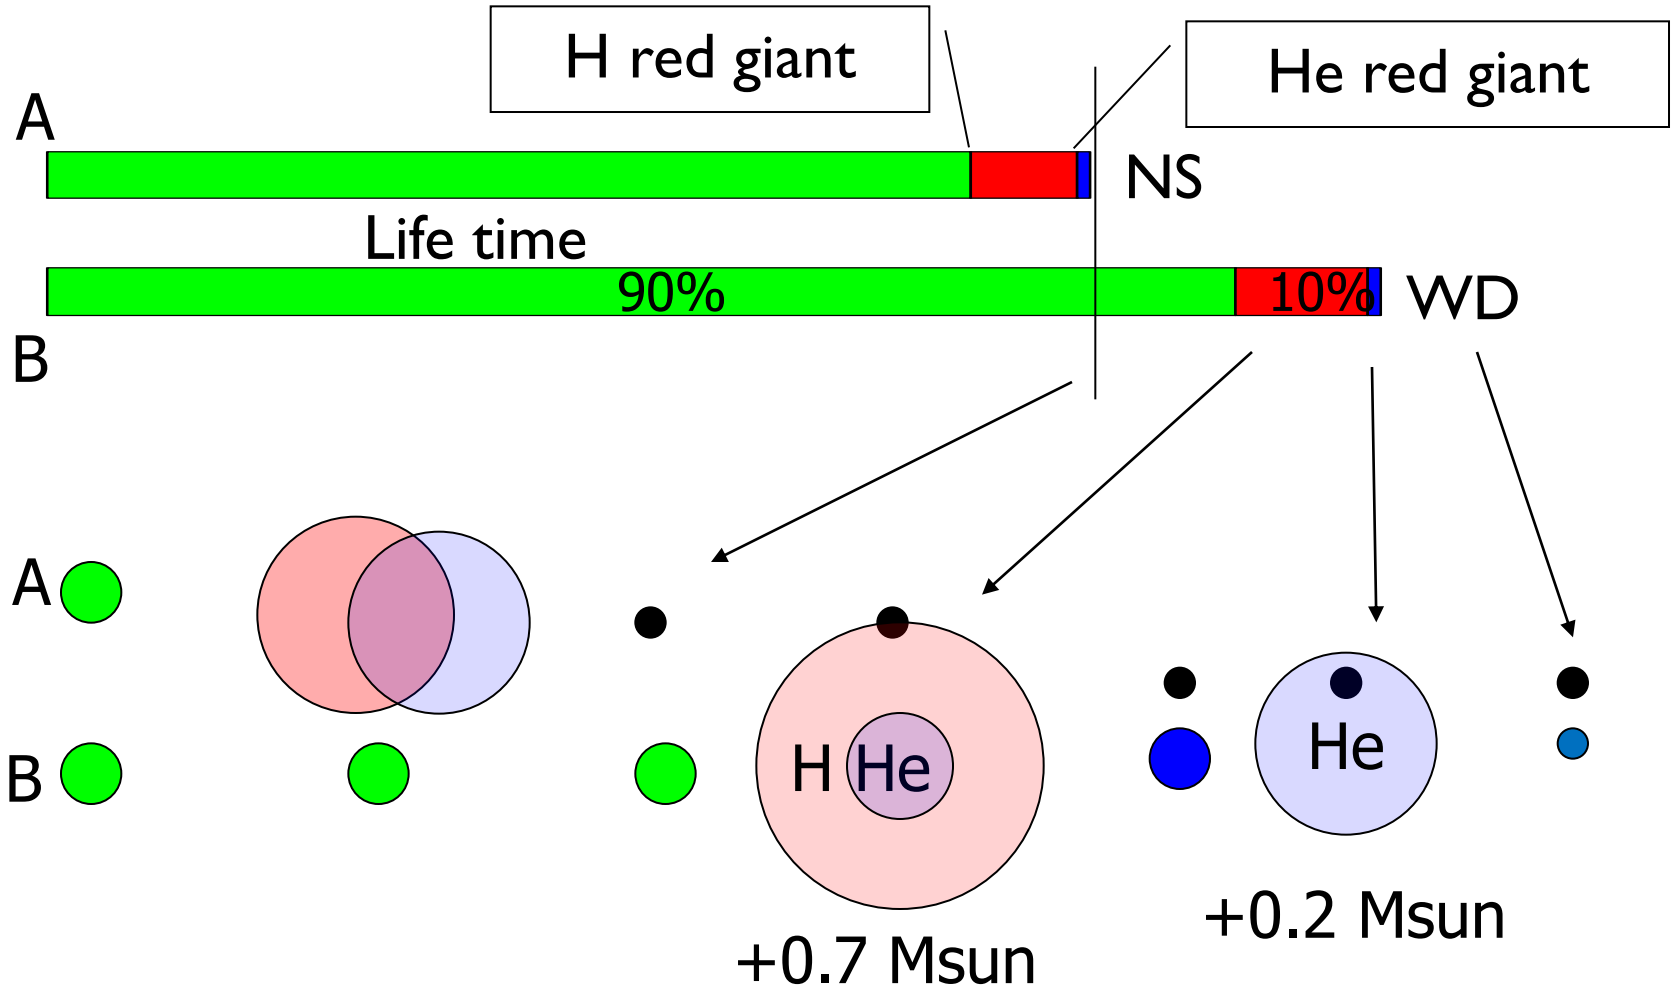 H red giant
He red giant
A
NS
Life time
90%
10%
WD
B
A
B
H He
He
+0.2 Msun
+0.7 Msun